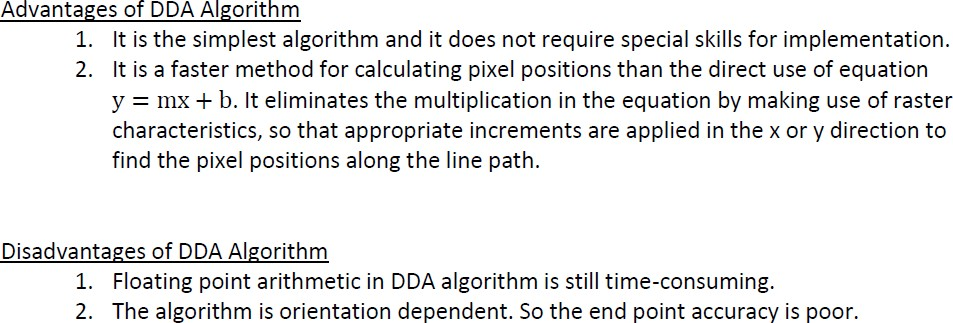 Advantages of DDA Algorithm
1. It is the simplest algorithm and it does not require special skills for implementation.
2. It is a faster method for calculating pixel positions than the direct use of equation
y = mx + b. It eliminates the multiplication in the equation by making use of raster
characteristics, so that appropriate increments are applied in the x or y direction to
find the pixel positions along the line path.
Disadvantages of DDA Algorithm
1. Floating point arithmetic in DDA algorithm is still time-consuming.
2. The algorithm is orientation dependent. So the end point accuracy is poor.